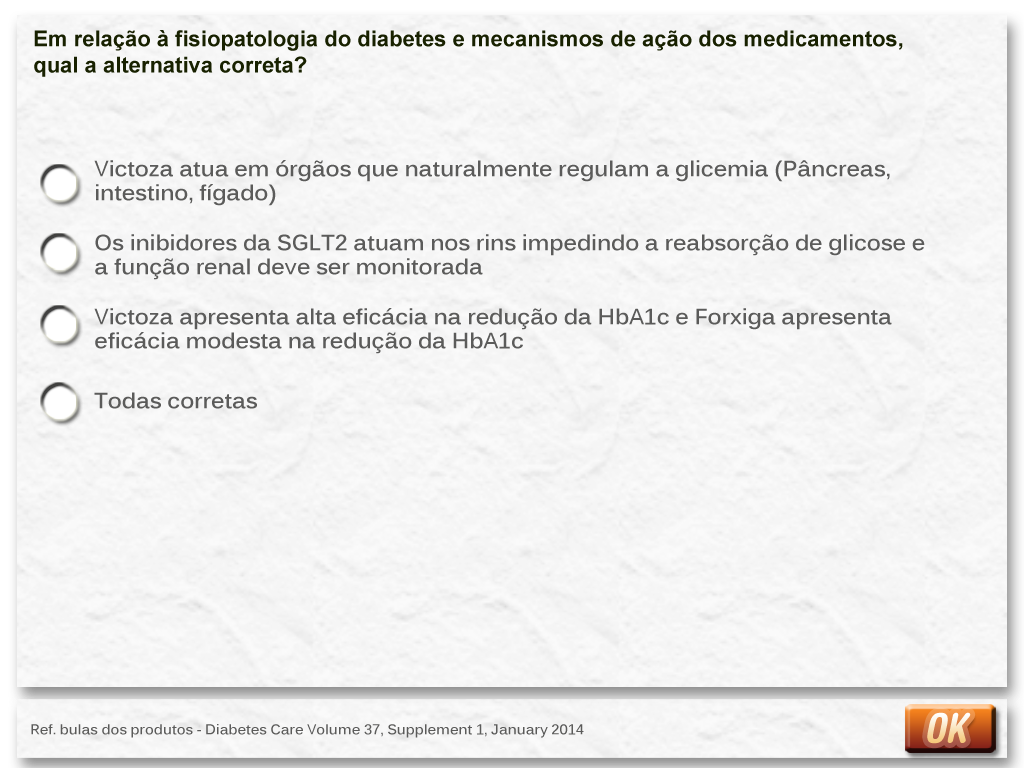 Em relação à fisiopatologia do diabetes e mecanismos de ação dos medicamentos,
qual a alternativa correta?
Victoza atua em órgãos que naturalmente regulam a glicemia (Pâncreas,
intestino, fígado)
Os inibidores da SGLT2 atuam nos rins impedindo a reabsorção de glicose e
a função renal deve ser monitorada
Victoza apresenta alta eficácia na redução da HbA1c e Forxiga apresenta
eficácia modesta na redução da HbA1c
Todas corretas
Ref. bulas dos produtos - Diabetes Care Volume 37, Supplement 1, January 2014
OK